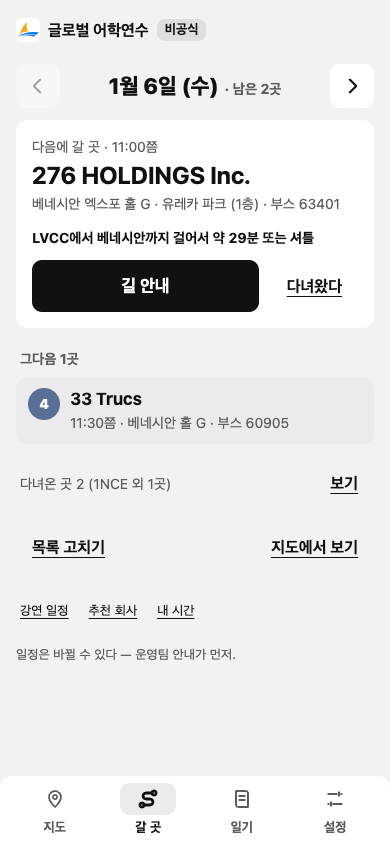 글로벌 어학연수 비공식
1월 6일 (수) · 남은 2곳
다음에 갈 곳 · 11:00쯤
276 HOLDINGS Inc.
베네시안 엑스포 홀 G · 유레카 파크 (1층) · 부스 63401
LVCC에서 베네시안까지 걸어서 약 29분 또는 셔틀
길 안내 다녀왔다
그다음 1곳
4 33 Trucs
11:30쯤 · 베네시안 홀 G · 부스 60905
다녀온 곳 2 (1NCE 외 1곳) 보기
목록 고치기 지도에서 보기
강연 일정 추천 회사 내 시간
일정은 바뀔 수 있다 — 운영팀 안내가 먼저.
지도 갈 곳 일기 설정